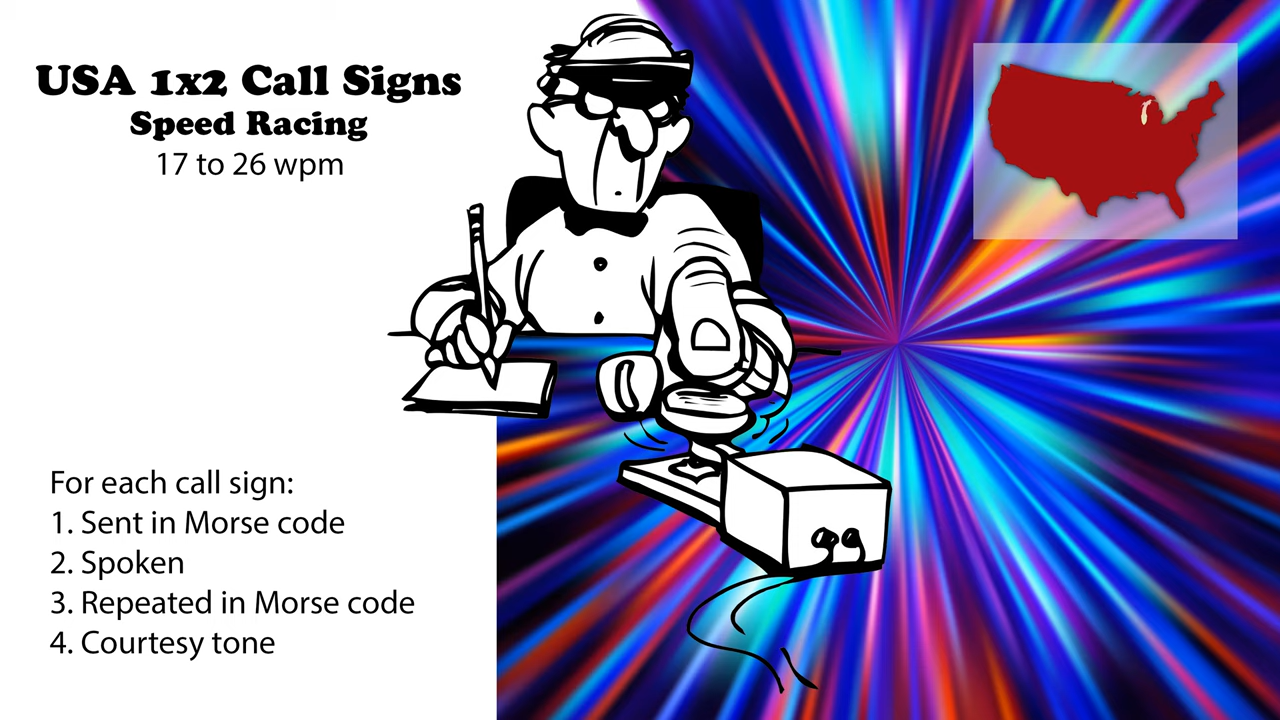 USA 1x2 Call Signs
Speed Racing
17 to 26 wpm
For each call sign:
1. Sent in Morse code
2. Spoken
3. Repeated in Morse code
4. Courtesy tone